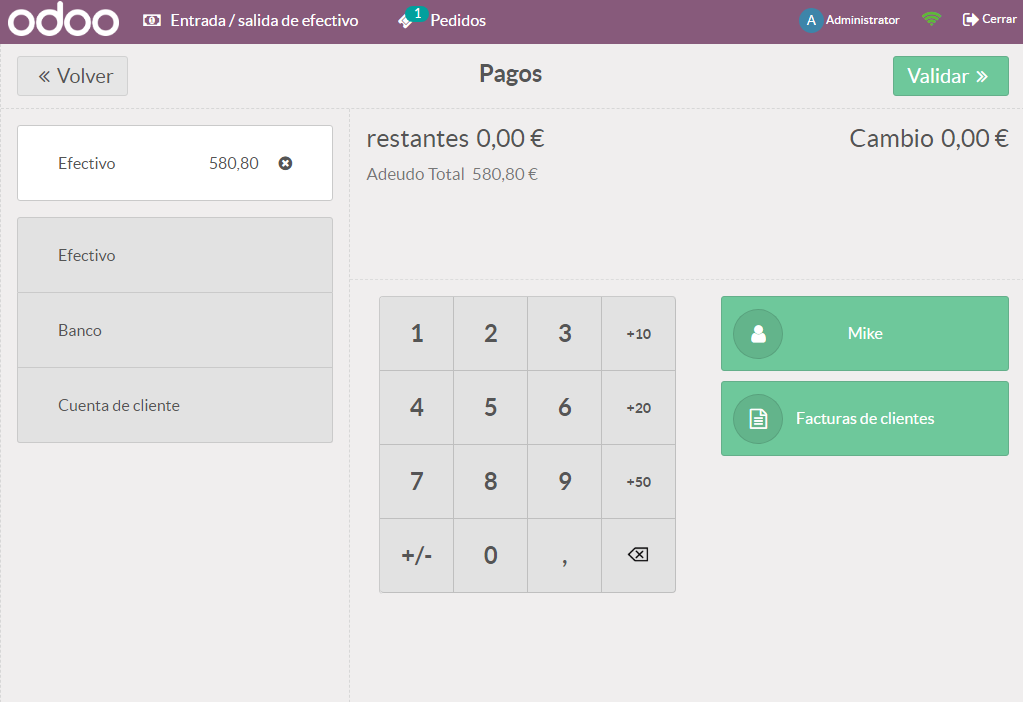 odoo Entrada / salida de efectivo 1 Pedidos A Administrator Cerrar
« Volver Pagos Validar »
Efectivo 580,80
Efectivo
Banco
Cuenta de cliente
restantes 0,00 € Cambio 0,00 €
Adeudo Total 580,80 €
1 2 3 +10
4 5 6 +20
7 8 9 +50
+/- 0 ,
Mike
Facturas de clientes